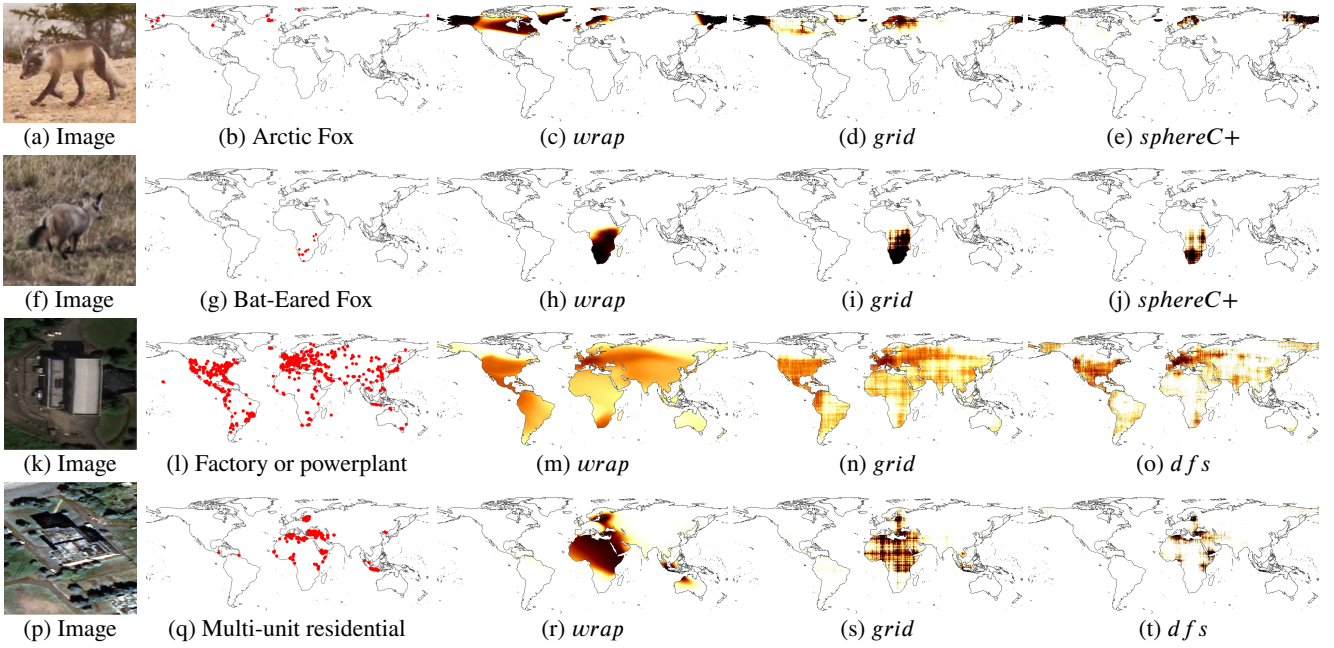 (a) Image (b) Arctic Fox (c) wrap (d) grid (e) sphereC+
(f) Image (g) Bat-Eared Fox (h) wrap (i) grid (j) sphereC+
(k) Image (l) Factory or powerplant (m) wrap (n) grid (o) dfs
(p) Image (q) Multi-unit residential (r) wrap (s) grid (t) dfs